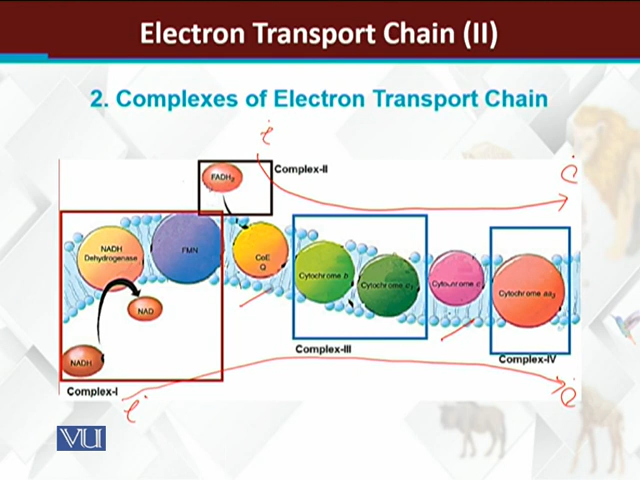 Electron Transport Chain (II)
2. Complexes of Electron Transport Chain
e⁻
Complex-II
FADH₂
NADH
Dehydrogenase
FMN
CoE
Q
Cytochrome b
Cytochrome c₁
Cytochrome c
Cytochrome aa₃
NAD
NADH
Complex-III
Complex-IV
Complex-I
e⁻
VU